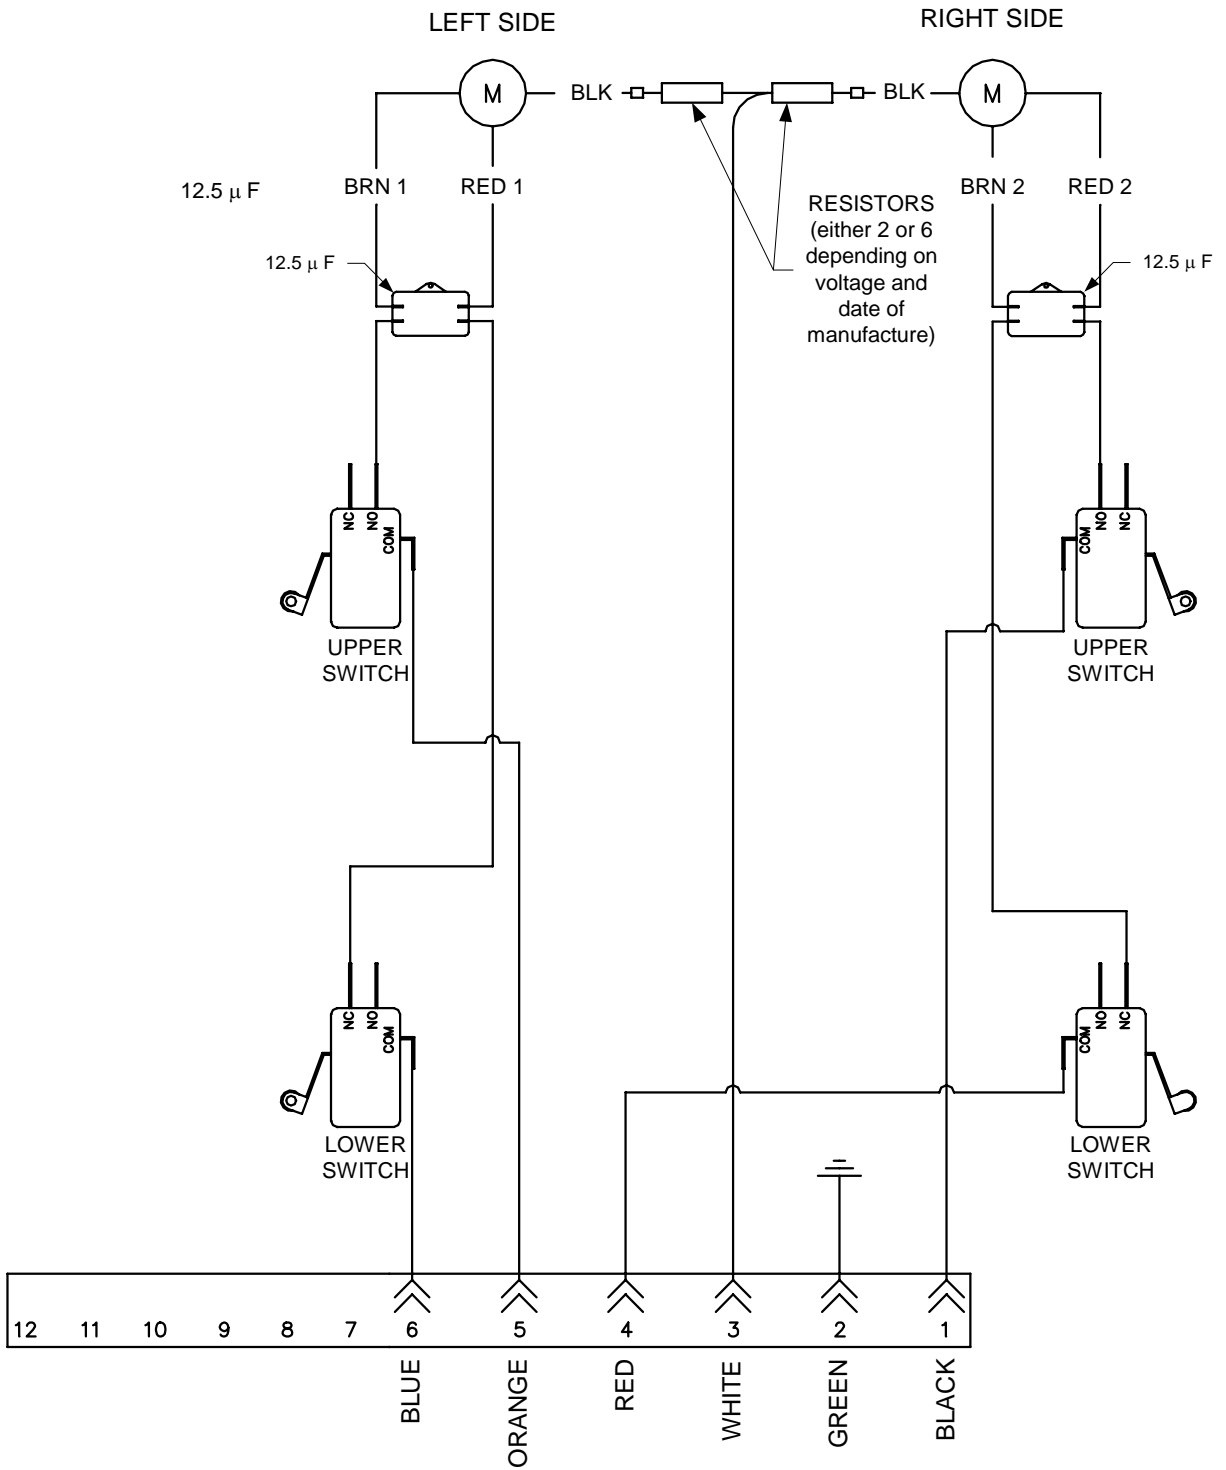 LEFT SIDE
RIGHT SIDE
M
BLK
BLK
M
12.5 μ F
BRN 1
RED 1
BRN 2
RED 2
RESISTORS
(either 2 or 6
depending on
voltage and
date of
manufacture)
12.5 μ F
12.5 μ F
NC
NO
COM
UPPER
SWITCH
COM
NO
NC
UPPER
SWITCH
NC
NO
COM
LOWER
SWITCH
COM
NO
NC
LOWER
SWITCH
12 11 10 9 8 7 6 5 4 3 2 1
BLUE
ORANGE
RED
WHITE
GREEN
BLACK